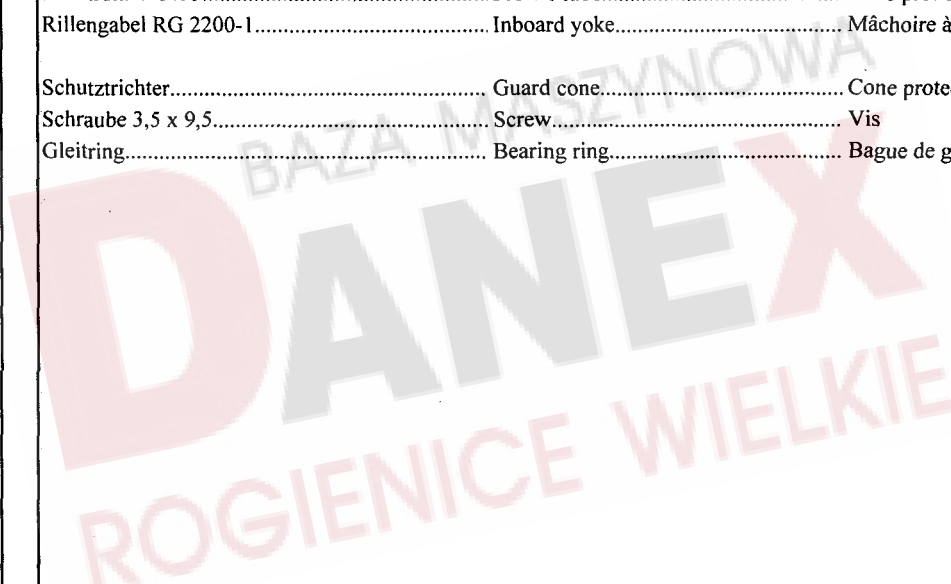 Rillengabel RG 2200-1.......................................Inboard yoke....................................... Mâchoire à
Schutztrichter...................................................... Guard cone.......................................... Cone prote
Schraube 3,5 x 9,5............................................... Screw.................................................. Vis
Gleitring............................................................... Bearing ring........................................ Bague de g
BAZA MASZYNOWA
DANEX
ROGIENICE WIELKIE